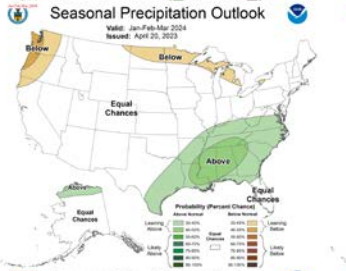 Seasonal Precipitation Outlook
Valid: Jan-Feb-Mar 2024
Issued: April 20, 2023
Below
Below
Equal
Chances
Above
Above
Equal
Chances
Equal
Chances
Probability (Percent Chance)
Above Normal
Below Normal
Leaning
Above
Equal
Chances
Leaning
Below
Likely
Above
Likely
Below